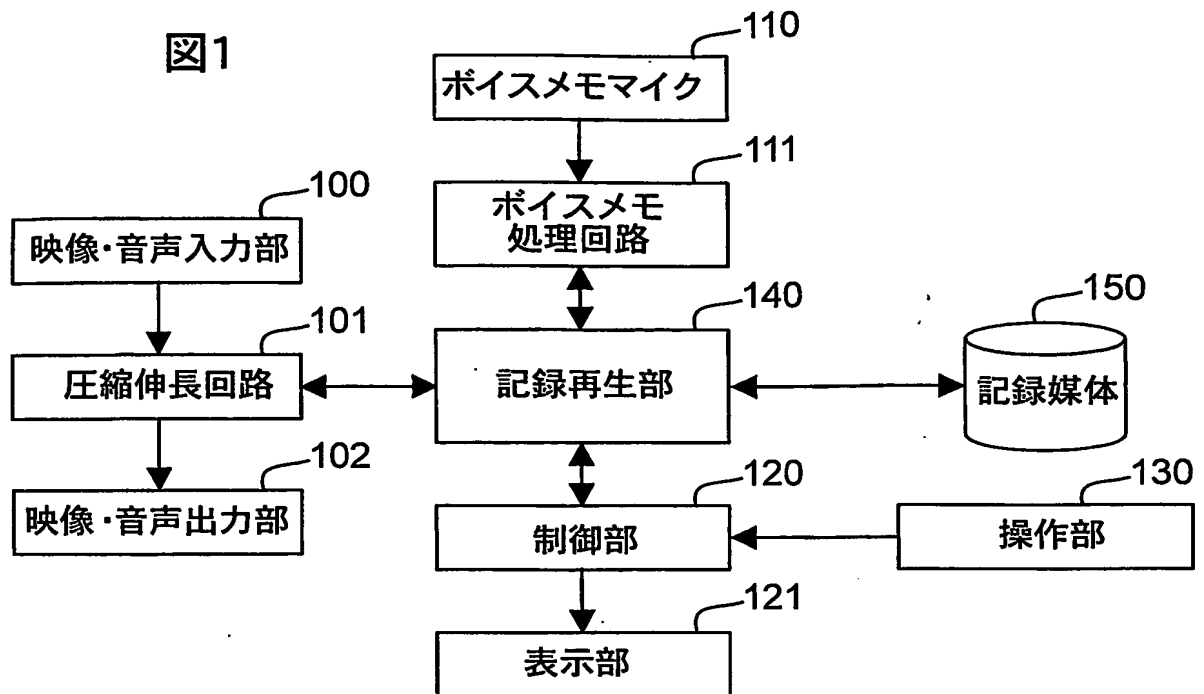 図1
110
ボイスメモマイク
111
ボイスメモ
処理回路
100
映像・音声入力部
101
圧縮伸長回路
102
映像・音声出力部
140
記録再生部
150
記録媒体
120
制御部
130
操作部
121
表示部